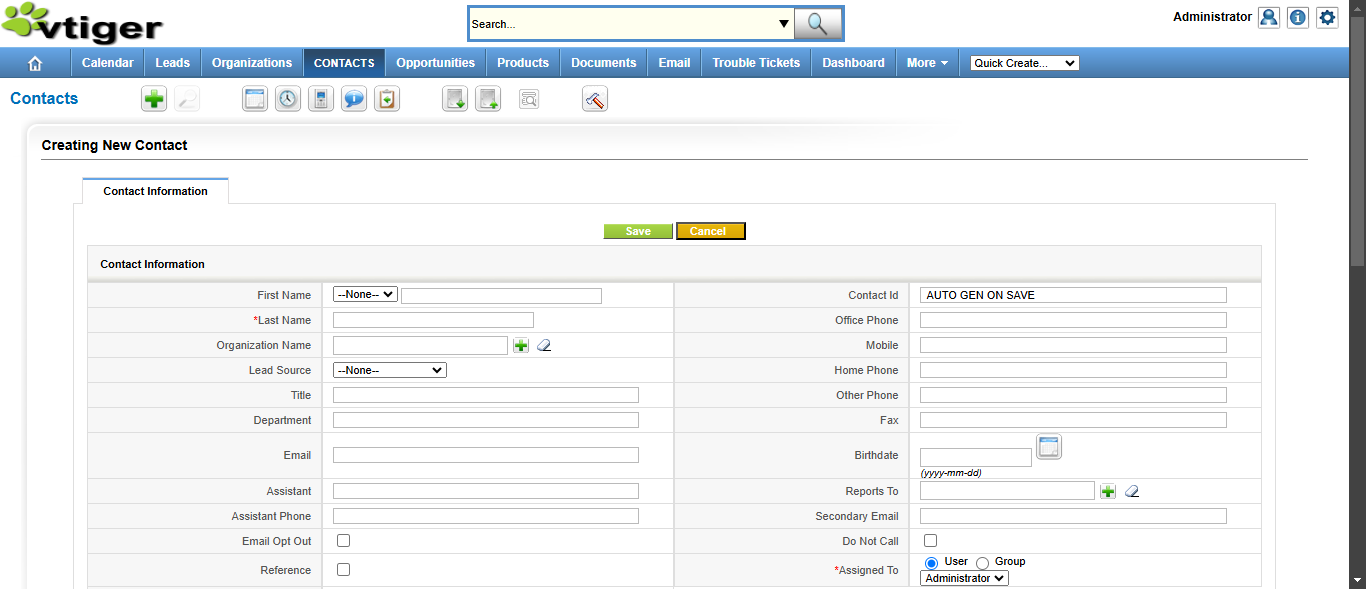 vtiger
Search...
Administrator
Calendar
Leads
Organizations
CONTACTS
Opportunities
Products
Documents
Email
Trouble Tickets
Dashboard
More
Quick Create...
Contacts
Creating New Contact
Contact Information
Save
Cancel
Contact Information
First Name
--None--
Contact Id
AUTO GEN ON SAVE
*Last Name
Office Phone
Organization Name
Mobile
Lead Source
--None--
Home Phone
Title
Other Phone
Department
Fax
Email
Birthdate
(yyyy-mm-dd)
Assistant
Reports To
Assistant Phone
Secondary Email
Email Opt Out
Do Not Call
Reference
*Assigned To
User
Group
Administrator